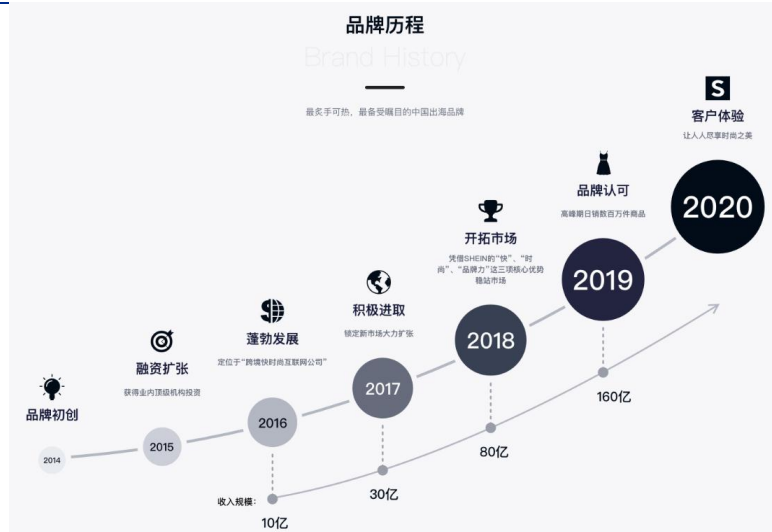 品牌历程
Brand History
最炙手可热，最备受瞩目的中国出海品牌
S
客户体验
让人人尽享时尚之美
2020
品牌认可
高峰期日销数百万件商品
2019
开拓市场
凭借SHEIN的“快”、“时
尚”、“品牌力”这三项核心优势
稳站市场
2018
积极进取
锁定新市场大力扩张
2017
蓬勃发展
定位于“跨境快时尚互联网公司”
2016
融资扩张
获得业内顶级机构投资
2015
品牌初创
2014
收入规模：
10亿
30亿
80亿
160亿